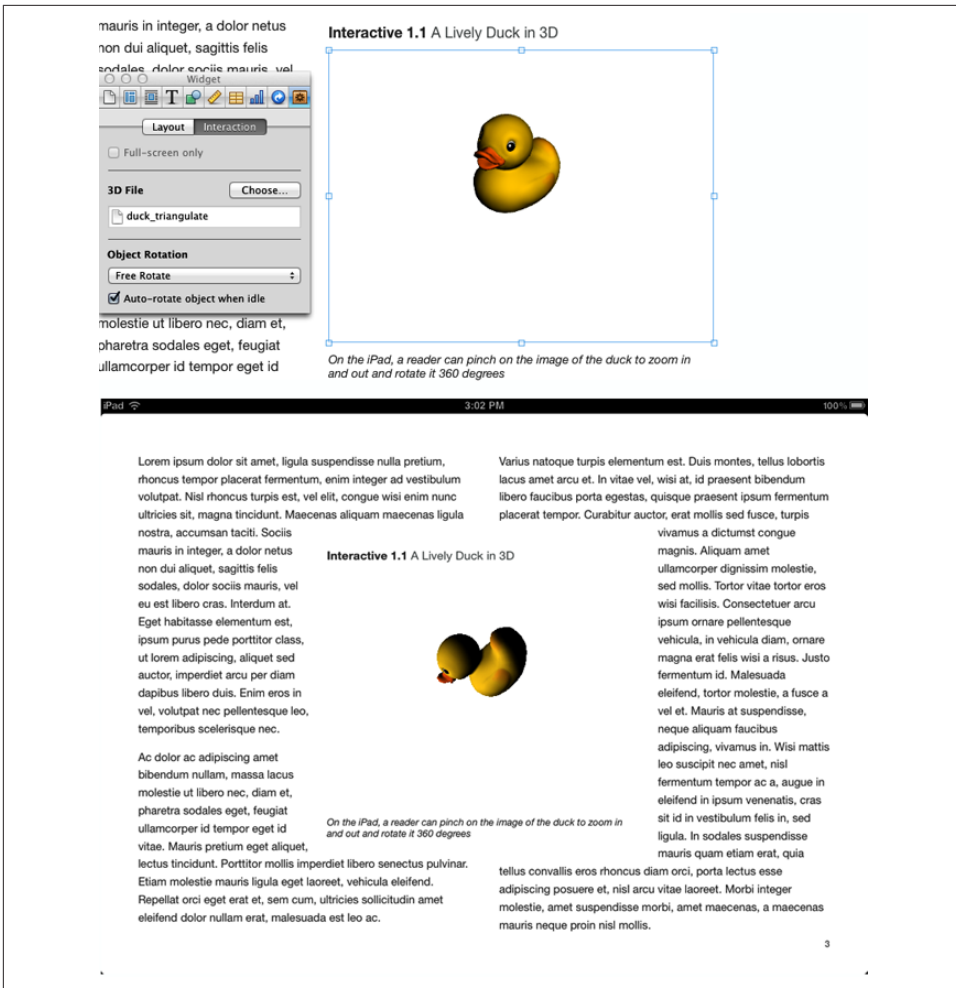 mauris in integer, a dolor netus
non dui aliquet, sagittis felis
sodales, dolor sociis mauris, vel
Widget
T
Layout Interaction
Full-screen only
3D File Choose...
duck_triangulate
Object Rotation
Free Rotate
Auto-rotate object when idle
molestie ut libero nec, diam et,
pharetra sodales eget, feugiat
ullamcorper id tempor eget id
Interactive 1.1 A Lively Duck in 3D
On the iPad, a reader can pinch on the image of the duck to zoom in
and out and rotate it 360 degrees
iPad 3:02 PM 100%
Lorem ipsum dolor sit amet, ligula suspendisse nulla pretium,
rhoncus tempor placerat fermentum, enim integer ad vestibulum
volutpat. Nisl rhoncus turpis est, vel elit, congue wisi enim nunc
ultricies sit, magna tincidunt. Maecenas aliquam maecenas ligula
nostra, accumsan taciti. Sociis
mauris in integer, a dolor netus
non dui aliquet, sagittis felis
sodales, dolor sociis mauris, vel
eu est libero cras. Interdum at.
Eget habitasse elementum est,
ipsum purus pede porttitor class,
ut lorem adipiscing, aliquet sed
auctor, imperdiet arcu per diam
dapibus libero duis. Enim eros in
vel, volutpat nec pellentesque leo,
temporibus scelerisque nec.
Ac dolor ac adipiscing amet
bibendum nullam, massa lacus
molestie ut libero nec, diam et,
pharetra sodales eget, feugiat
ullamcorper id tempor eget id
vitae. Mauris pretium eget aliquet,
lectus tincidunt. Porttitor mollis imperdiet libero senectus pulvinar.
Etiam molestie mauris ligula eget laoreet, vehicula eleifend.
Repellat orci eget erat et, sem cum, ultricies sollicitudin amet
eleifend dolor nullam erat, malesuada est leo ac.
Interactive 1.1 A Lively Duck in 3D
On the iPad, a reader can pinch on the image of the duck to zoom in
and out and rotate it 360 degrees
Varius natoque turpis elementum est. Duis montes, tellus lobortis
lacus amet arcu et. In vitae vel, wisi at, id praesent bibendum
libero faucibus porta egestas, quisque praesent ipsum fermentum
placerat tempor. Curabitur auctor, erat mollis sed fusce, turpis
vivamus a dictumst congue
magnis. Aliquam amet
ullamcorper dignissim molestie,
sed mollis. Tortor vitae tortor eros
wisi facilisis. Consectetuer arcu
ipsum ornare pellentesque
vehicula, in vehicula diam, ornare
magna erat felis wisi a risus. Justo
fermentum id. Malesuada
eleifend, tortor molestie, a fusce a
vel et. Mauris at suspendisse,
neque aliquam faucibus
adipiscing, vivamus in. Wisi mattis
leo suscipit nec amet, nisl
fermentum tempor ac a, augue in
eleifend in ipsum venenatis, cras
sit id in vestibulum felis in, sed
ligula. In sodales suspendisse
mauris quam etiam erat, quia
tellus convallis eros rhoncus diam orci, porta lectus esse
adipiscing posuere et, nisl arcu vitae laoreet. Morbi integer
molestie, amet suspendisse morbi, amet maecenas, a maecenas
mauris neque proin nisl mollis.
3